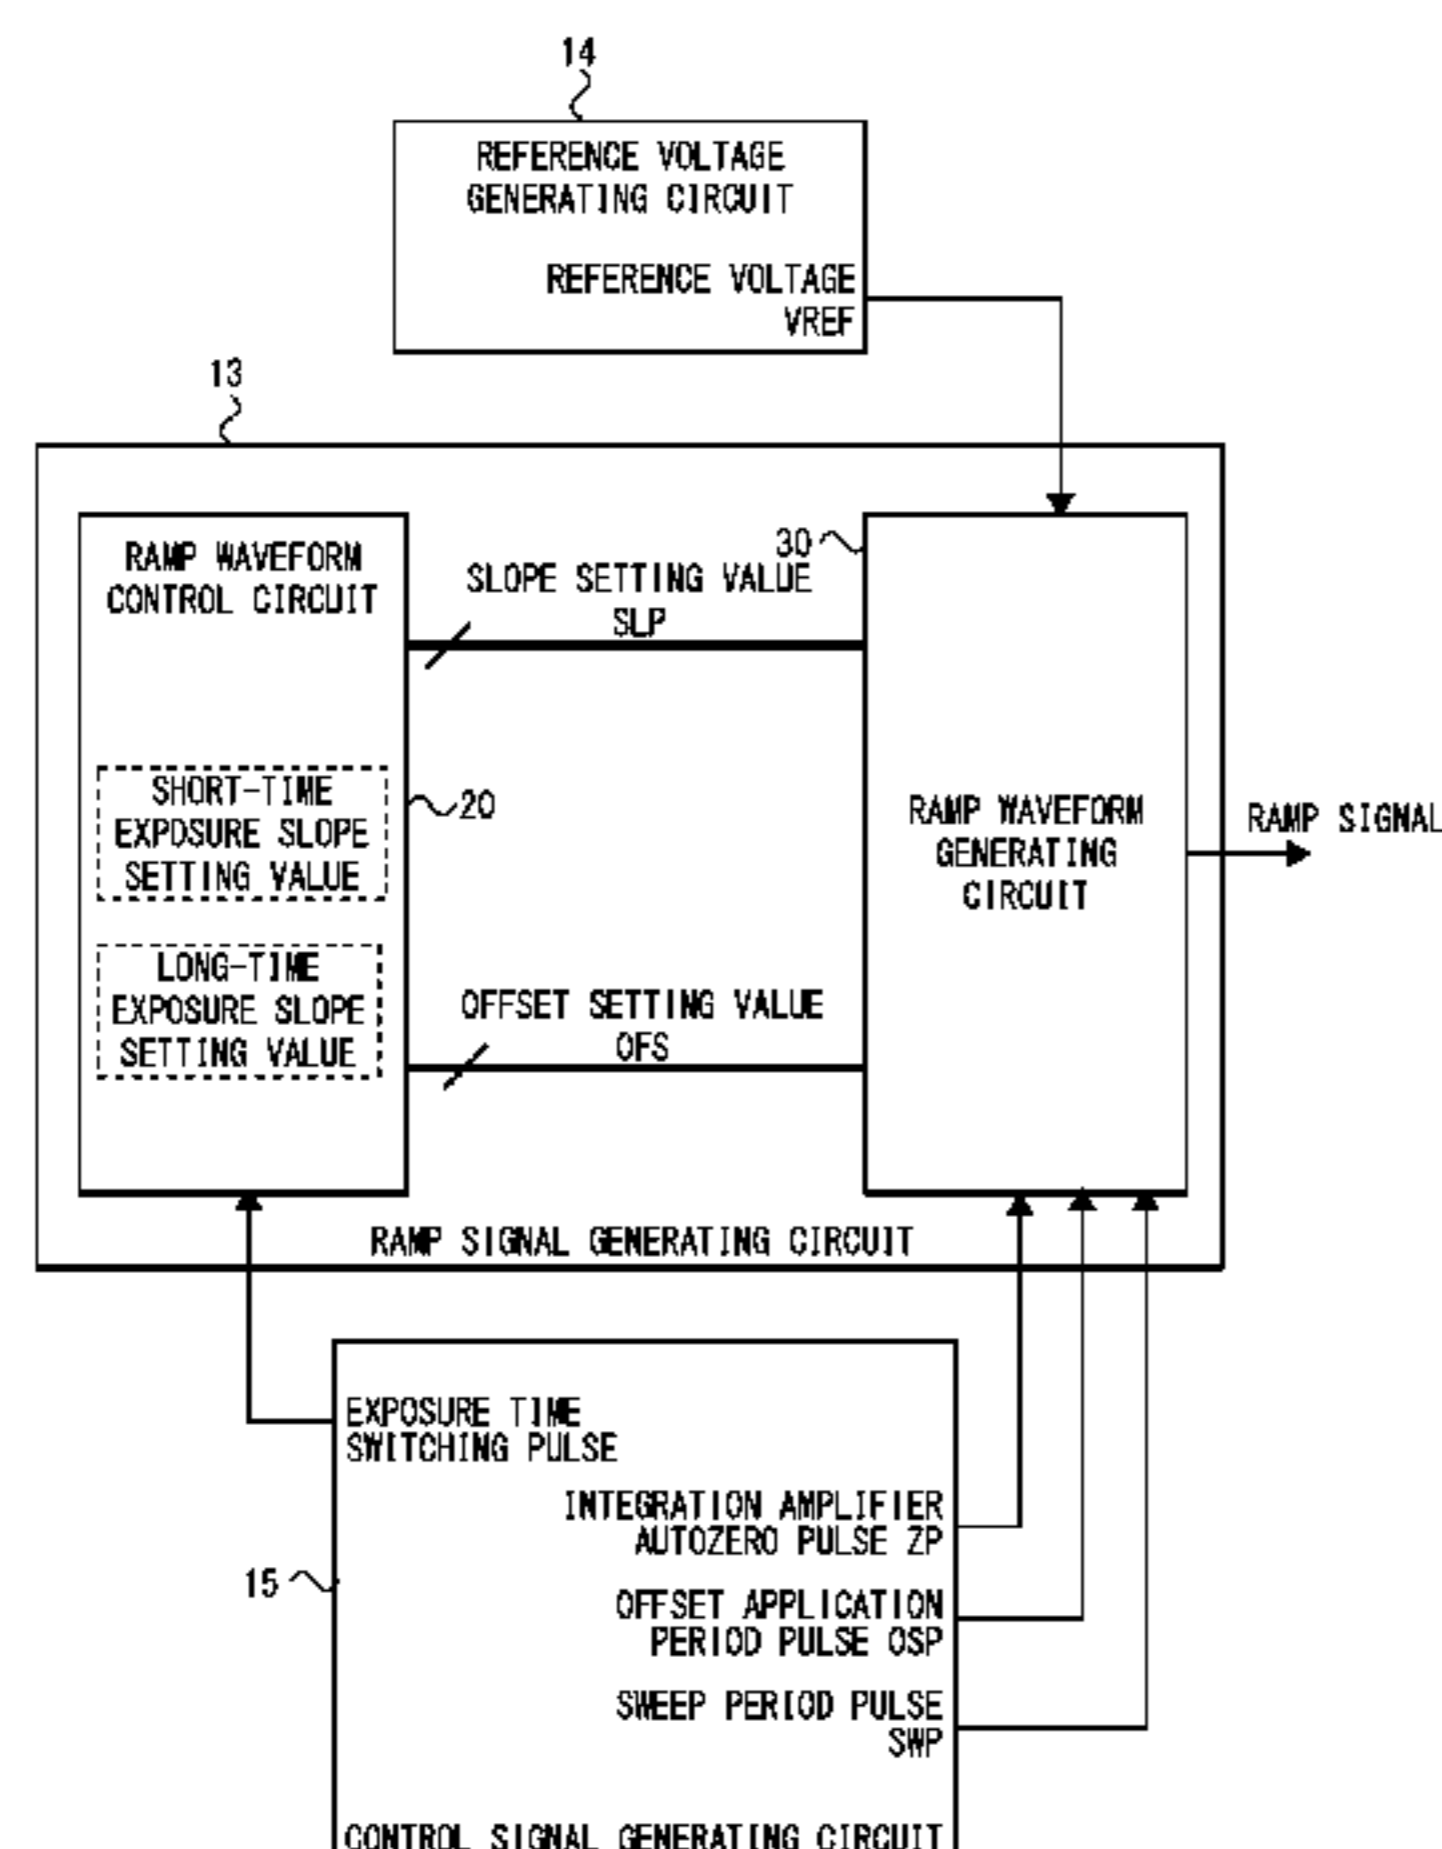 14
REFERENCE VOLTAGE
GENERATING CIRCUIT
REFERENCE VOLTAGE
VREF
13
RAMP WAVEFORM
CONTROL CIRCUIT
SLOPE SETTING VALUE
SLP
30
SHORT-TIME
EXPOSURE SLOPE
SETTING VALUE
20
LONG-TIME
EXPOSURE SLOPE
SETTING VALUE
OFFSET SETTING VALUE
OFS
RAMP WAVEFORM
GENERATING
CIRCUIT
RAMP SIGNAL
RAMP SIGNAL GENERATING CIRCUIT
EXPOSURE TIME
SWITCHING PULSE
INTEGRATION AMPLIFIER
AUTOZERO PULSE ZP
15
OFFSET APPLICATION
PERIOD PULSE OSP
SWEEP PERIOD PULSE
SWP
CONTROL SIGNAL GENERATING CIRCUIT